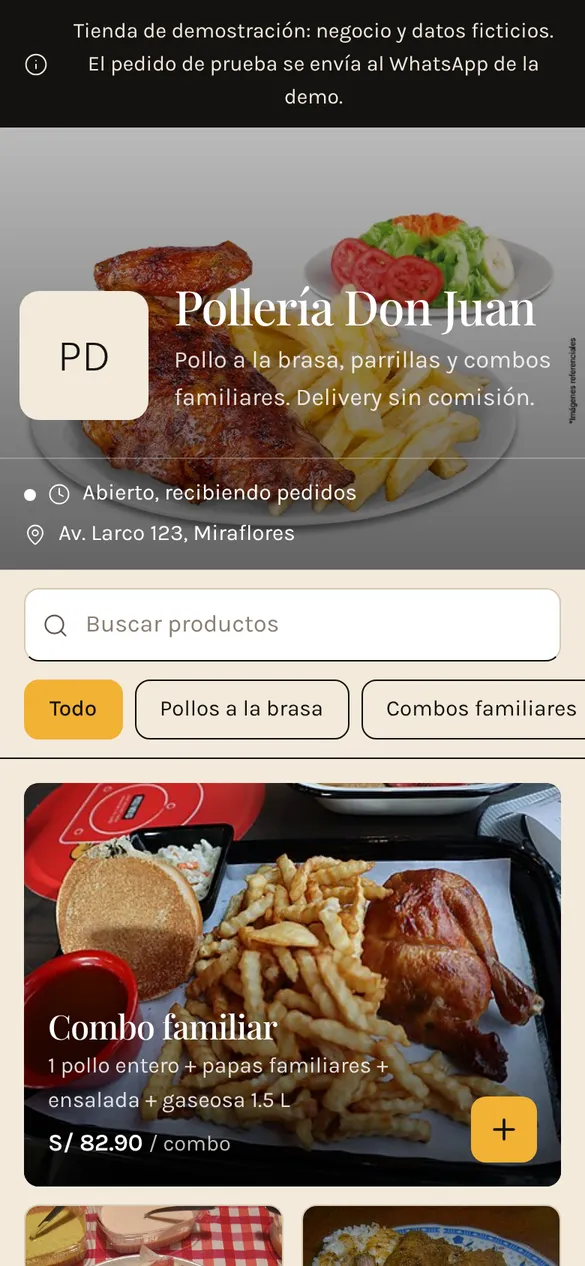 Tienda de demostración: negocio y datos ficticios.
El pedido de prueba se envía al WhatsApp de la
demo.
PD
Pollería Don Juan
Pollo a la brasa, parrillas y combos
familiares. Delivery sin comisión.
*Imágenes referenciales
Abierto, recibiendo pedidos
Av. Larco 123, Miraflores
Buscar productos
Todo
Pollos a la brasa
Combos familiares
Combo familiar
1 pollo entero + papas familiares +
ensalada + gaseosa 1.5 L
S/ 82.90 / combo
+